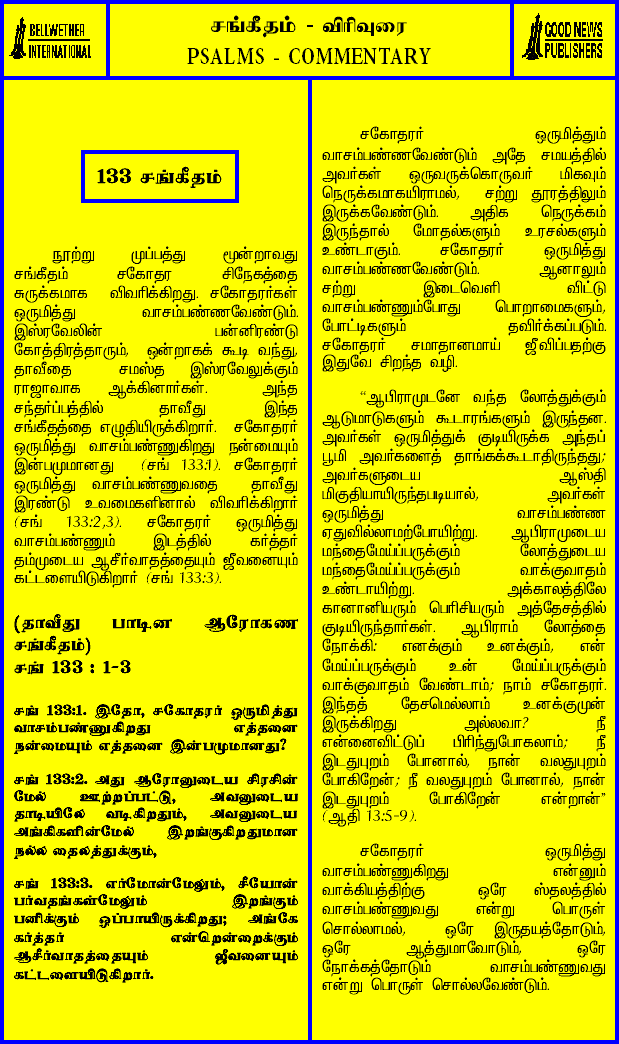 BELLWETHER
INTERNATIONAL
சங்கீதம் - விரிவுரை
PSALMS - COMMENTARY
GOOD NEWS
PUBLISHERS
133 சங்கீதம்
நூற்று முப்பத்து மூன்றாவது
சங்கீதம் சகோதர சிநேகத்தை
சுருக்கமாக விவரிக்கிறது. சகோதரர்கள்
ஒருமித்து வாசம்பண்ணவேண்டும்.
இஸ்ரவேலின் பன்னிரண்டு
கோத்திரத்தாரும், ஒன்றாகக் கூடி வந்து,
தாவீதை சமஸ்த இஸ்ரவேலுக்கும்
ராஜாவாக ஆக்கினார்கள். அந்த
சந்தர்ப்பத்தில் தாவீது இந்த
சங்கீதத்தை எழுதியிருக்கிறார். சகோதரர்
ஒருமித்து வாசம்பண்ணுகிறது நன்மையும்
இன்பமுமானது (சங் 133:1). சகோதரர்
ஒருமித்து வாசம்பண்ணுவதை தாவீது
இரண்டு உவமைகளினால் விவரிக்கிறார்
(சங் 133:2,3). சகோதரர் ஒருமித்து
வாசம்பண்ணும் இடத்தில் கர்த்தர்
தம்முடைய ஆசீர்வாதத்தையும் ஜீவனையும்
கட்டளையிடுகிறார் (சங் 133:3).
(தாவீது பாடின ஆரோகண
சங்கீதம்)
சங் 133 : 1-3
சங் 133:1. இதோ, சகோதரர் ஒருமித்து
வாசம்பண்ணுகிறது எத்தனை
நன்மையும் எத்தனை இன்பமுமானது?
சங் 133:2. அது ஆரோனுடைய சிரசின்
மேல் ஊற்றப்பட்டு, அவனுடைய
தாடியிலே வடிகிறதும், அவனுடைய
அங்கிகளின்மேல் இறங்குகிறதுமான
நல்ல தைலத்துக்கும்,
சங் 133:3. எர்மோன்மேலும், சீயோன்
பர்வதங்கள்மேலும் இறங்கும்
பனிக்கும் ஒப்பாயிருக்கிறது; அங்கே
கர்த்தர் என்றென்றைக்கும்
ஆசீர்வாதத்தையும் ஜீவனையும்
கட்டளையிடுகிறார்.
சகோதரர் ஒருமித்தும்
வாசம்பண்ணவேண்டும் அதே சமயத்தில்
அவர்கள் ஒருவருக்கொருவர் மிகவும்
நெருக்கமாகயிராமல், சற்று தூரத்திலும்
இருக்கவேண்டும். அதிக நெருக்கம்
இருந்தால் மோதல்களும் உரசல்களும்
உண்டாகும். சகோதரர் ஒருமித்து
வாசம்பண்ணவேண்டும். ஆனாலும்
சற்று இடைவெளி விட்டு
வாசம்பண்ணும்போது பொறாமைகளும்,
போட்டிகளும் தவிர்க்கப்படும்.
சகோதரர் சமாதானமாய் ஜீவிப்பதற்கு
இதுவே சிறந்த வழி.
“ஆபிராமுடனே வந்த லோத்துக்கும்
ஆடுமாடுகளும் கூடாரங்களும் இருந்தன.
அவர்கள் ஒருமித்துக் குடியிருக்க அந்தப்
பூமி அவர்களைத் தாங்கக்கூடாதிருந்தது;
அவர்களுடைய ஆஸ்தி
மிகுதியாயிருந்தபடியால், அவர்கள்
ஒருமித்து வாசம்பண்ண
ஏதுவில்லாமற்போயிற்று. ஆபிராமுடைய
மந்தைமேய்ப்பருக்கும் லோத்துடைய
மந்தைமேய்ப்பருக்கும் வாக்குவாதம்
உண்டாயிற்று. அக்காலத்திலே
கானானியரும் பெரிசியரும் அத்தேசத்தில்
குடியிருந்தார்கள். ஆபிராம் லோத்தை
நோக்கி: எனக்கும் உனக்கும், என்
மேய்ப்பருக்கும் உன் மேய்ப்பருக்கும்
வாக்குவாதம் வேண்டாம்; நாம் சகோதரர்.
இந்தத் தேசமெல்லாம் உனக்குமுன்
இருக்கிறது அல்லவா? நீ
என்னைவிட்டுப் பிரிந்துபோகலாம்; நீ
இடதுபுறம் போனால், நான் வலதுபுறம்
போகிறேன்; நீ வலதுபுறம் போனால், நான்
இடதுபுறம் போகிறேன் என்றான்”
(ஆதி 13:5-9).
சகோதரர் ஒருமித்து
வாசம்பண்ணுகிறது என்னும்
வாக்கியத்திற்கு ஒரே ஸ்தலத்தில்
வாசம்பண்ணுவது என்று பொருள்
சொல்லாமல், ஒரே இருதயத்தோடும்,
ஒரே ஆத்துமாவோடும், ஒரே
நோக்கத்தோடும் வாசம்பண்ணுவது
என்று பொருள் சொல்லவேண்டும்.